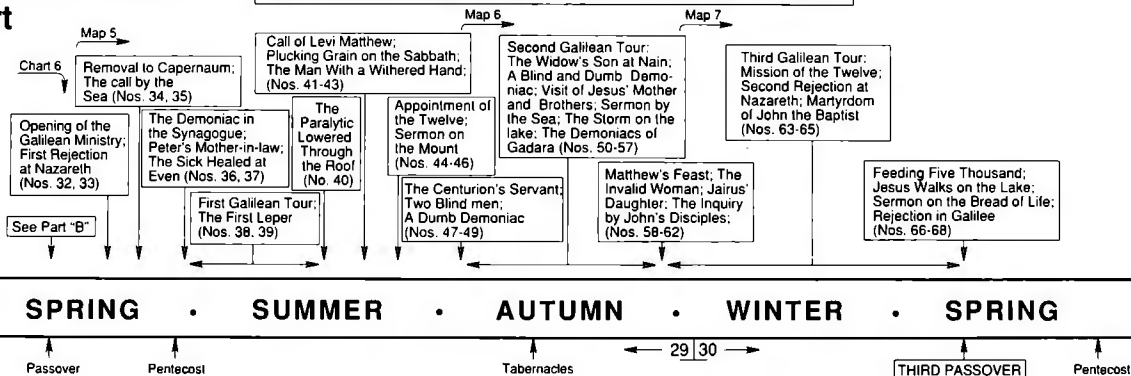 rt
Map 5
Map 6
Map 7
Chart 6
Removal to Capernaum;
The call by the
Sea (Nos. 34, 35)
Call of Levi Matthew;
Plucking Grain on the Sabbath;
The Man With a Withered Hand;
(Nos. 41-43)
Second Galilean Tour:
The Widow's Son at Nain;
A Blind and Dumb Demo-
niac; Visit of Jesus' Mother
and Brothers; Sermon by
the Sea; The Storm on the
lake; The Demoniacs of
Gadara (Nos. 50-57)
Third Galilean Tour:
Mission of the Twelve;
Second Rejection at
Nazareth; Martyrdom
of John the Baptist
(Nos. 63-65)
Opening of the
Galilean Ministry;
First Rejection
at Nazareth
(Nos. 32, 33)
The Demoniac in
the Synagogue;
Peter's Mother-in-law;
The Sick Healed at
Even (Nos. 36, 37)
The
Paralytic
Lowered
Through
the Roof
(No. 40)
Appointment of
the Twelve;
Sermon on
the Mount
(Nos. 44-46)
Matthew's Feast; The
Invalid Woman; Jairus'
Daughter; The Inquiry
by John's Disciples;
(Nos. 58-62)
Feeding Five Thousand;
Jesus Walks on the Lake;
Sermon on the Bread of Life;
Rejection in Galilee
(Nos. 66-68)
First Galilean Tour;
The First Leper
(Nos. 38, 39)
The Centurion's Servant;
Two Blind men;
A Dumb Demoniac
(Nos. 47-49)
See Part "B"
SPRING • SUMMER • AUTUMN • WINTER • SPRING
Passover
Pentecost
Tabernacles
29 30
THIRD PASSOVER
Pentecost